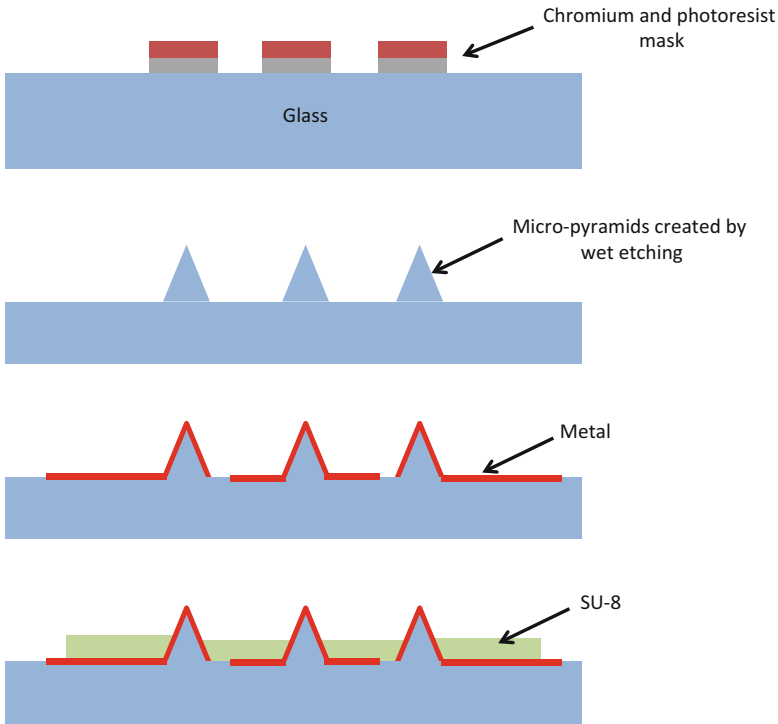 Chromium and photoresist
mask
Glass
Micro-pyramids created by
wet etching
Metal
SU-8